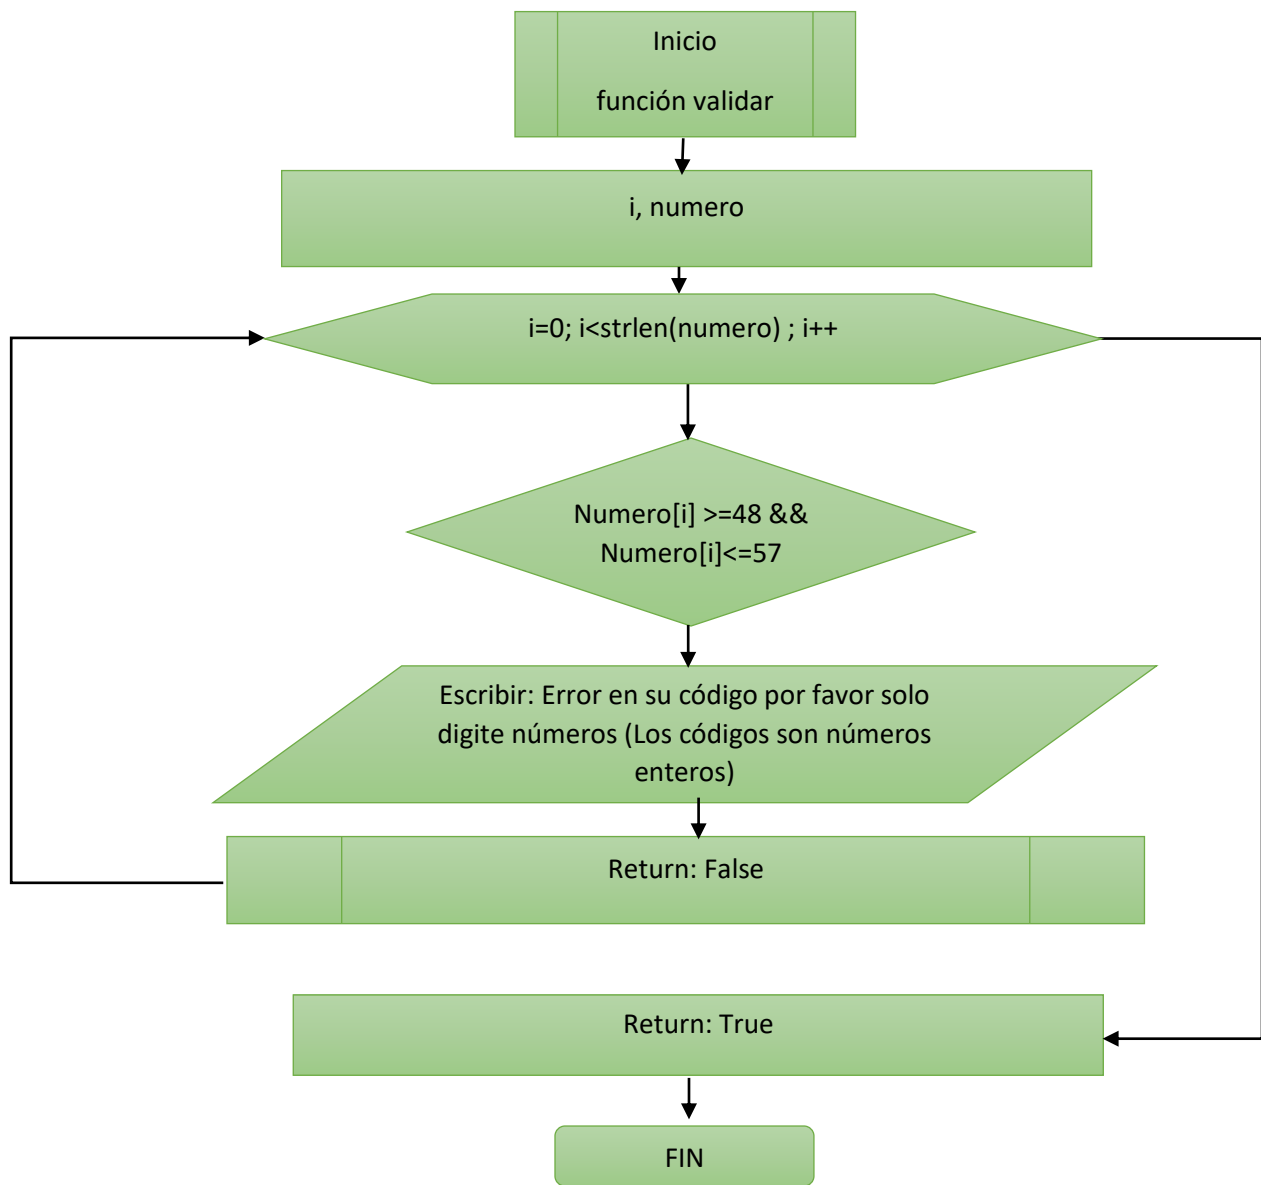 Inicio
función validar
i, numero
i=0; i<strlen(numero) ; i++
Numero[i] >=48 &&
Numero[i]<=57
Escribir: Error en su código por favor solo
digite números (Los códigos son números
enteros)
Return: False
Return: True
FIN